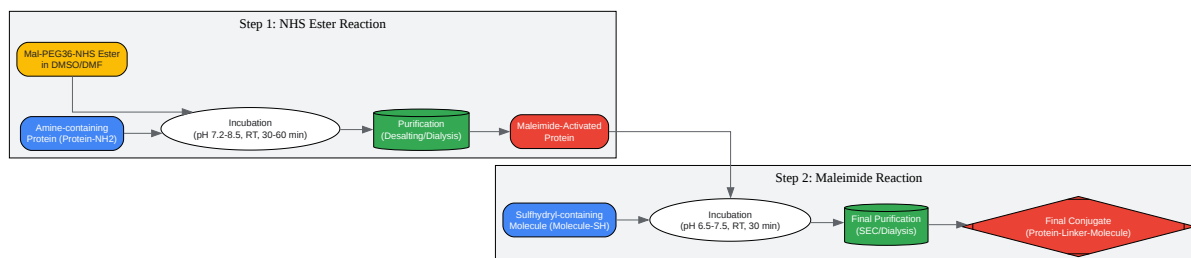 Step 1: NHS Ester Reaction
Mal-PEG36-NHS Ester
in DMSO/DMF
Amine-containing
Protein (Protein-NH2)
Incubation
(pH 7.2-8.5, RT, 30-60 min)
Purification
(Desalting/Dialysis)
Maleimide-Activated
Protein
Step 2: Maleimide Reaction
Sulfhydryl-containing
Molecule (Molecule-SH)
Incubation
(pH 6.5-7.5, RT, 30 min)
Final Purification
(SEC/Dialysis)
Final Conjugate
(Protein-Linker-Molecule)